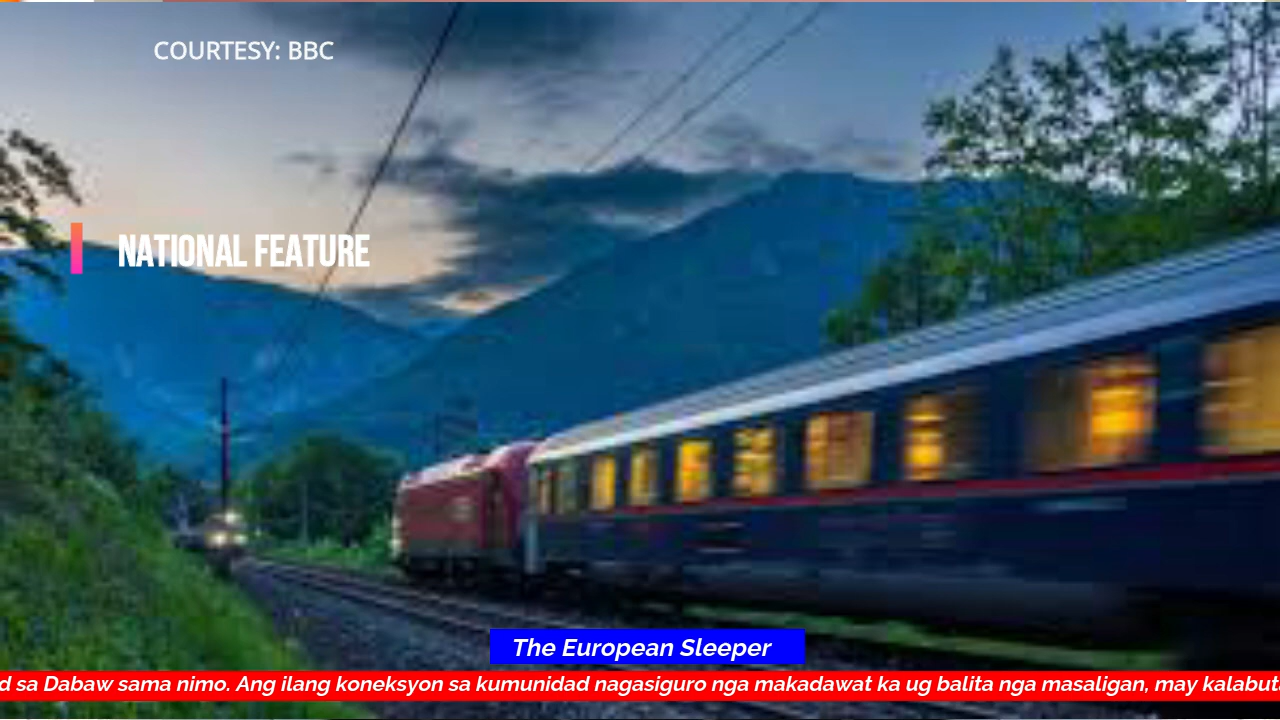 COURTESY: BBC
NATIONAL FEATURE
The European Sleeper
sa Dabaw sama nimo. Ang ilang koneksyon sa kumunidad nagasiguro nga makadawat ka ug balita nga masaligan, may